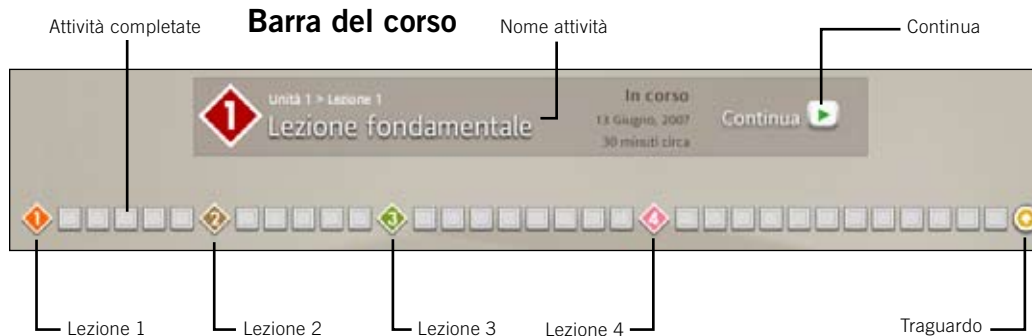 Barra del corso
Attività completate
Nome attività
Continua
1
Unità 1 > Lezione 1
Lezione fondamentale
In corso
13 Giugno, 2007
30 minuti circa
Continua
1 2 3 4 C
Lezione 1
Lezione 2
Lezione 3
Lezione 4
Traguardo